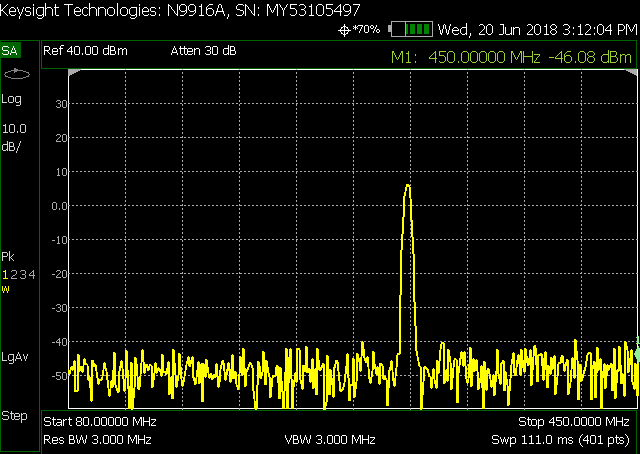 Keysight Technologies: N9916A, SN: MY53105497
*70% Wed, 20 Jun 2018 3:12:04 PM
SA Ref 40.00 dBm Atten 30 dB
M1: 450.00000 MHz -46.08 dBm
Log
10.0
dB/
30
20
10
0.0
-10
-20
-30
-40
-50
Pk
1234
W
LgAv
Step
1
Start 80.00000 MHz Stop 450.0000 MHz
Res BW 3.000 MHz VBW 3.000 MHz Swp 111.0 ms (401 pts)